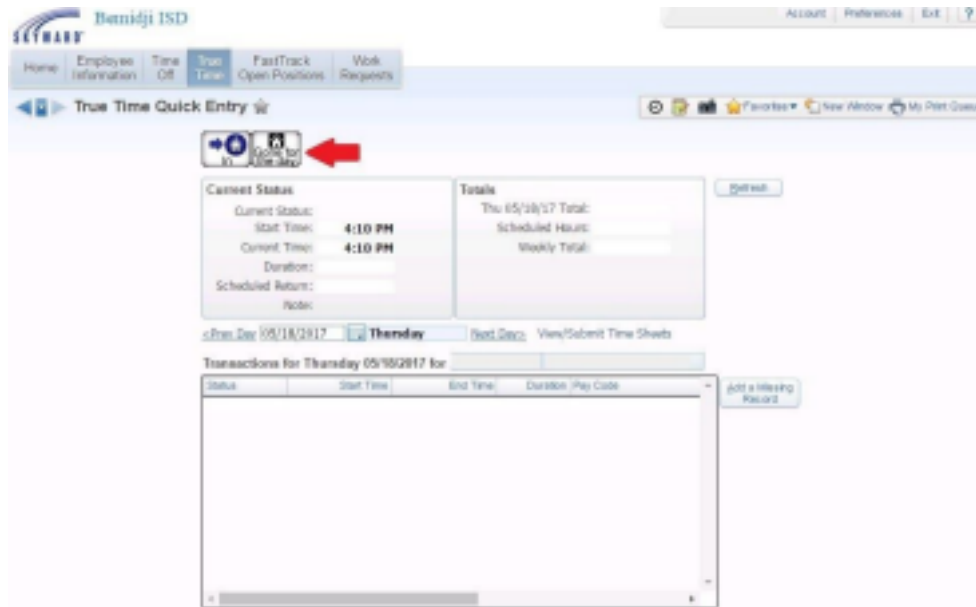 SKYWARD
Bemidji ISD
Account Preferences Exit ?
Home Employee Information Time Off True Time FastTrack Open Positions Work Requests
True Time Quick Entry
Favorites New Window My Print Queue
In Gone for the day
Current Status
Current Status:
Start Time: 4:10 PM
Current Time: 4:10 PM
Duration:
Scheduled Return:
Note:
Totals
Thu 05/18/17 Total:
Scheduled Hours:
Weekly Total:
Refresh
<Prev Day 05/18/2017 Thursday Next Day> View/Submit Time Sheets
Transactions for Thursday 05/18/2017 for
Status Start Time End Time Duration Pay Code
Add a Missing
Record